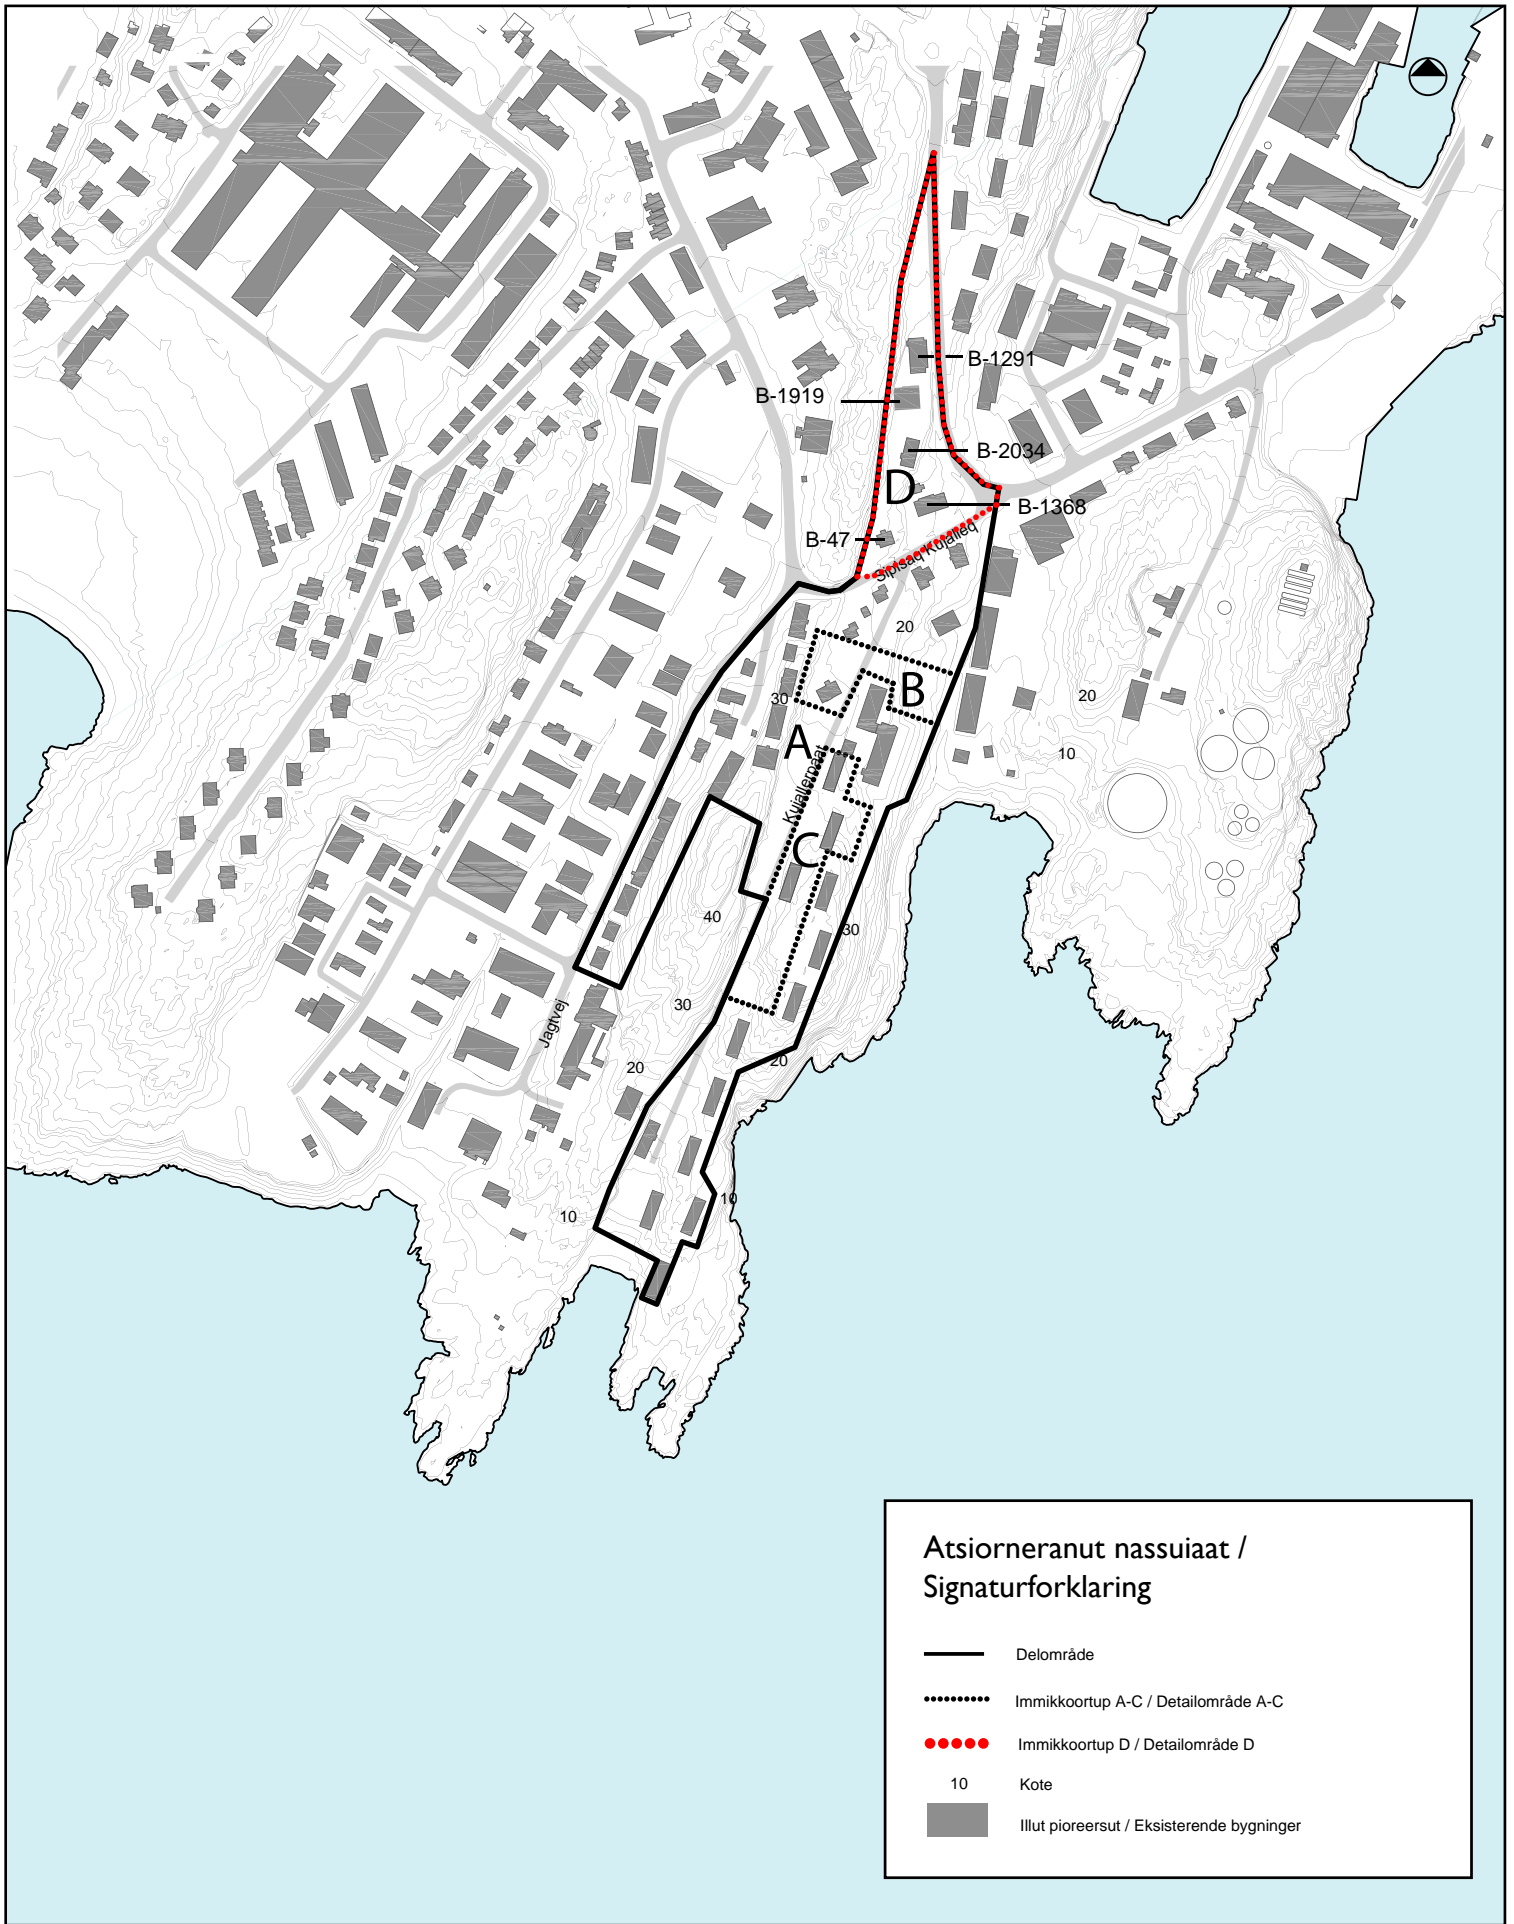 B-1291
B-1919
B-2034
D
B-1368
B-47
Sipisaq Kujalleq
20
B
30
20
A
10
Kujallerpaat
C
40
30
30
Jagtvej
20
20
10
10
Atsiorneranut nassuiaat /
Signaturforklaring
Delområde
Immikkoortup A-C / Detailområde A-C
Immikkoortup D / Detailområde D
10 Kote
Illut pioreersut / Eksisterende bygninger